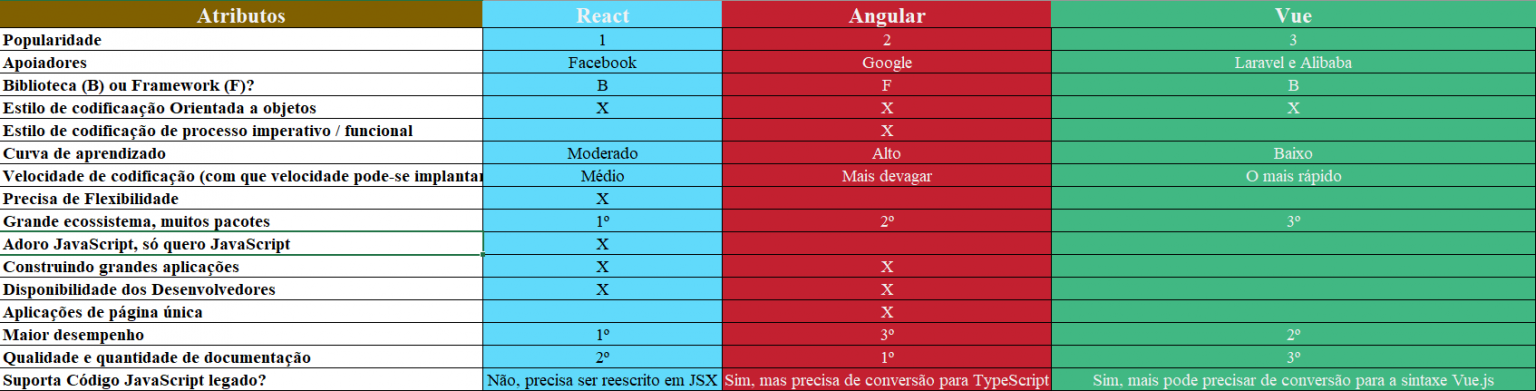 Atributos React Angular Vue
Popularidade 1 2 3
Apoiadores Facebook Google Laravel e Alibaba
Biblioteca (B) ou Framework (F)? B F B
Estilo de codificaação Orientada a objetos X X X
Estilo de codificação de processo imperativo / funcional X
Curva de aprendizado Moderado Alto Baixo
Velocidade de codificação (com que velocidade pode-se implantar Médio Mais devagar O mais rápido
Precisa de Flexibilidade X
Grande ecossistema, muitos pacotes 1º 2º 3º
Adoro JavaScript, só quero JavaScript X
Construindo grandes aplicações X X
Disponibilidade dos Desenvolvedores X X
Aplicações de página única X
Maior desempenho 1º 3º 2º
Qualidade e quantidade de documentação 2º 1º 3º
Suporta Código JavaScript legado? Não, precisa ser reescrito em JSX Sim, mas precisa de conversão para TypeScript Sim, mais pode precisar de conversão para a sintaxe Vue.js